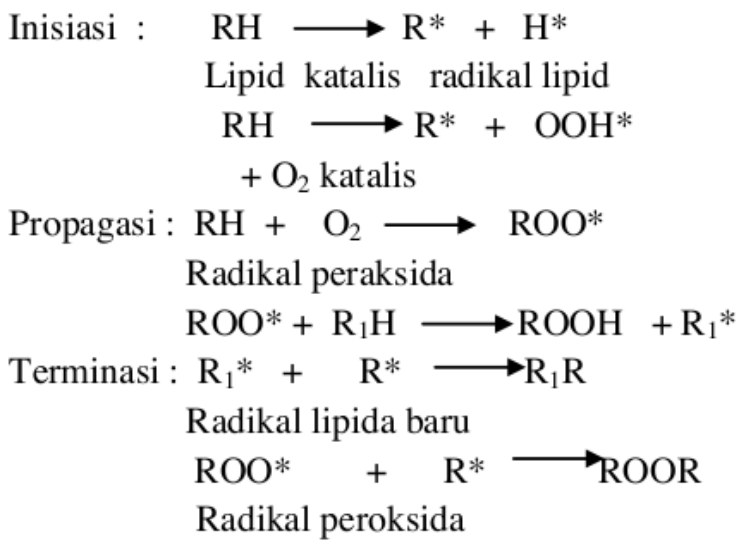 Inisiasi : RH ⟶ R* + H*
Lipid katalis radikal lipid
RH ⟶ R* + OOH*
+ O₂ katalis
Propagasi : RH + O₂ ⟶ ROO*
Radikal peraksida
ROO* + R₁H ⟶ ROOH + R₁*
Terminasi : R₁* + R* ⟶ R₁R
Radikal lipida baru
ROO* + R* ⟶ ROOR
Radikal peroksida